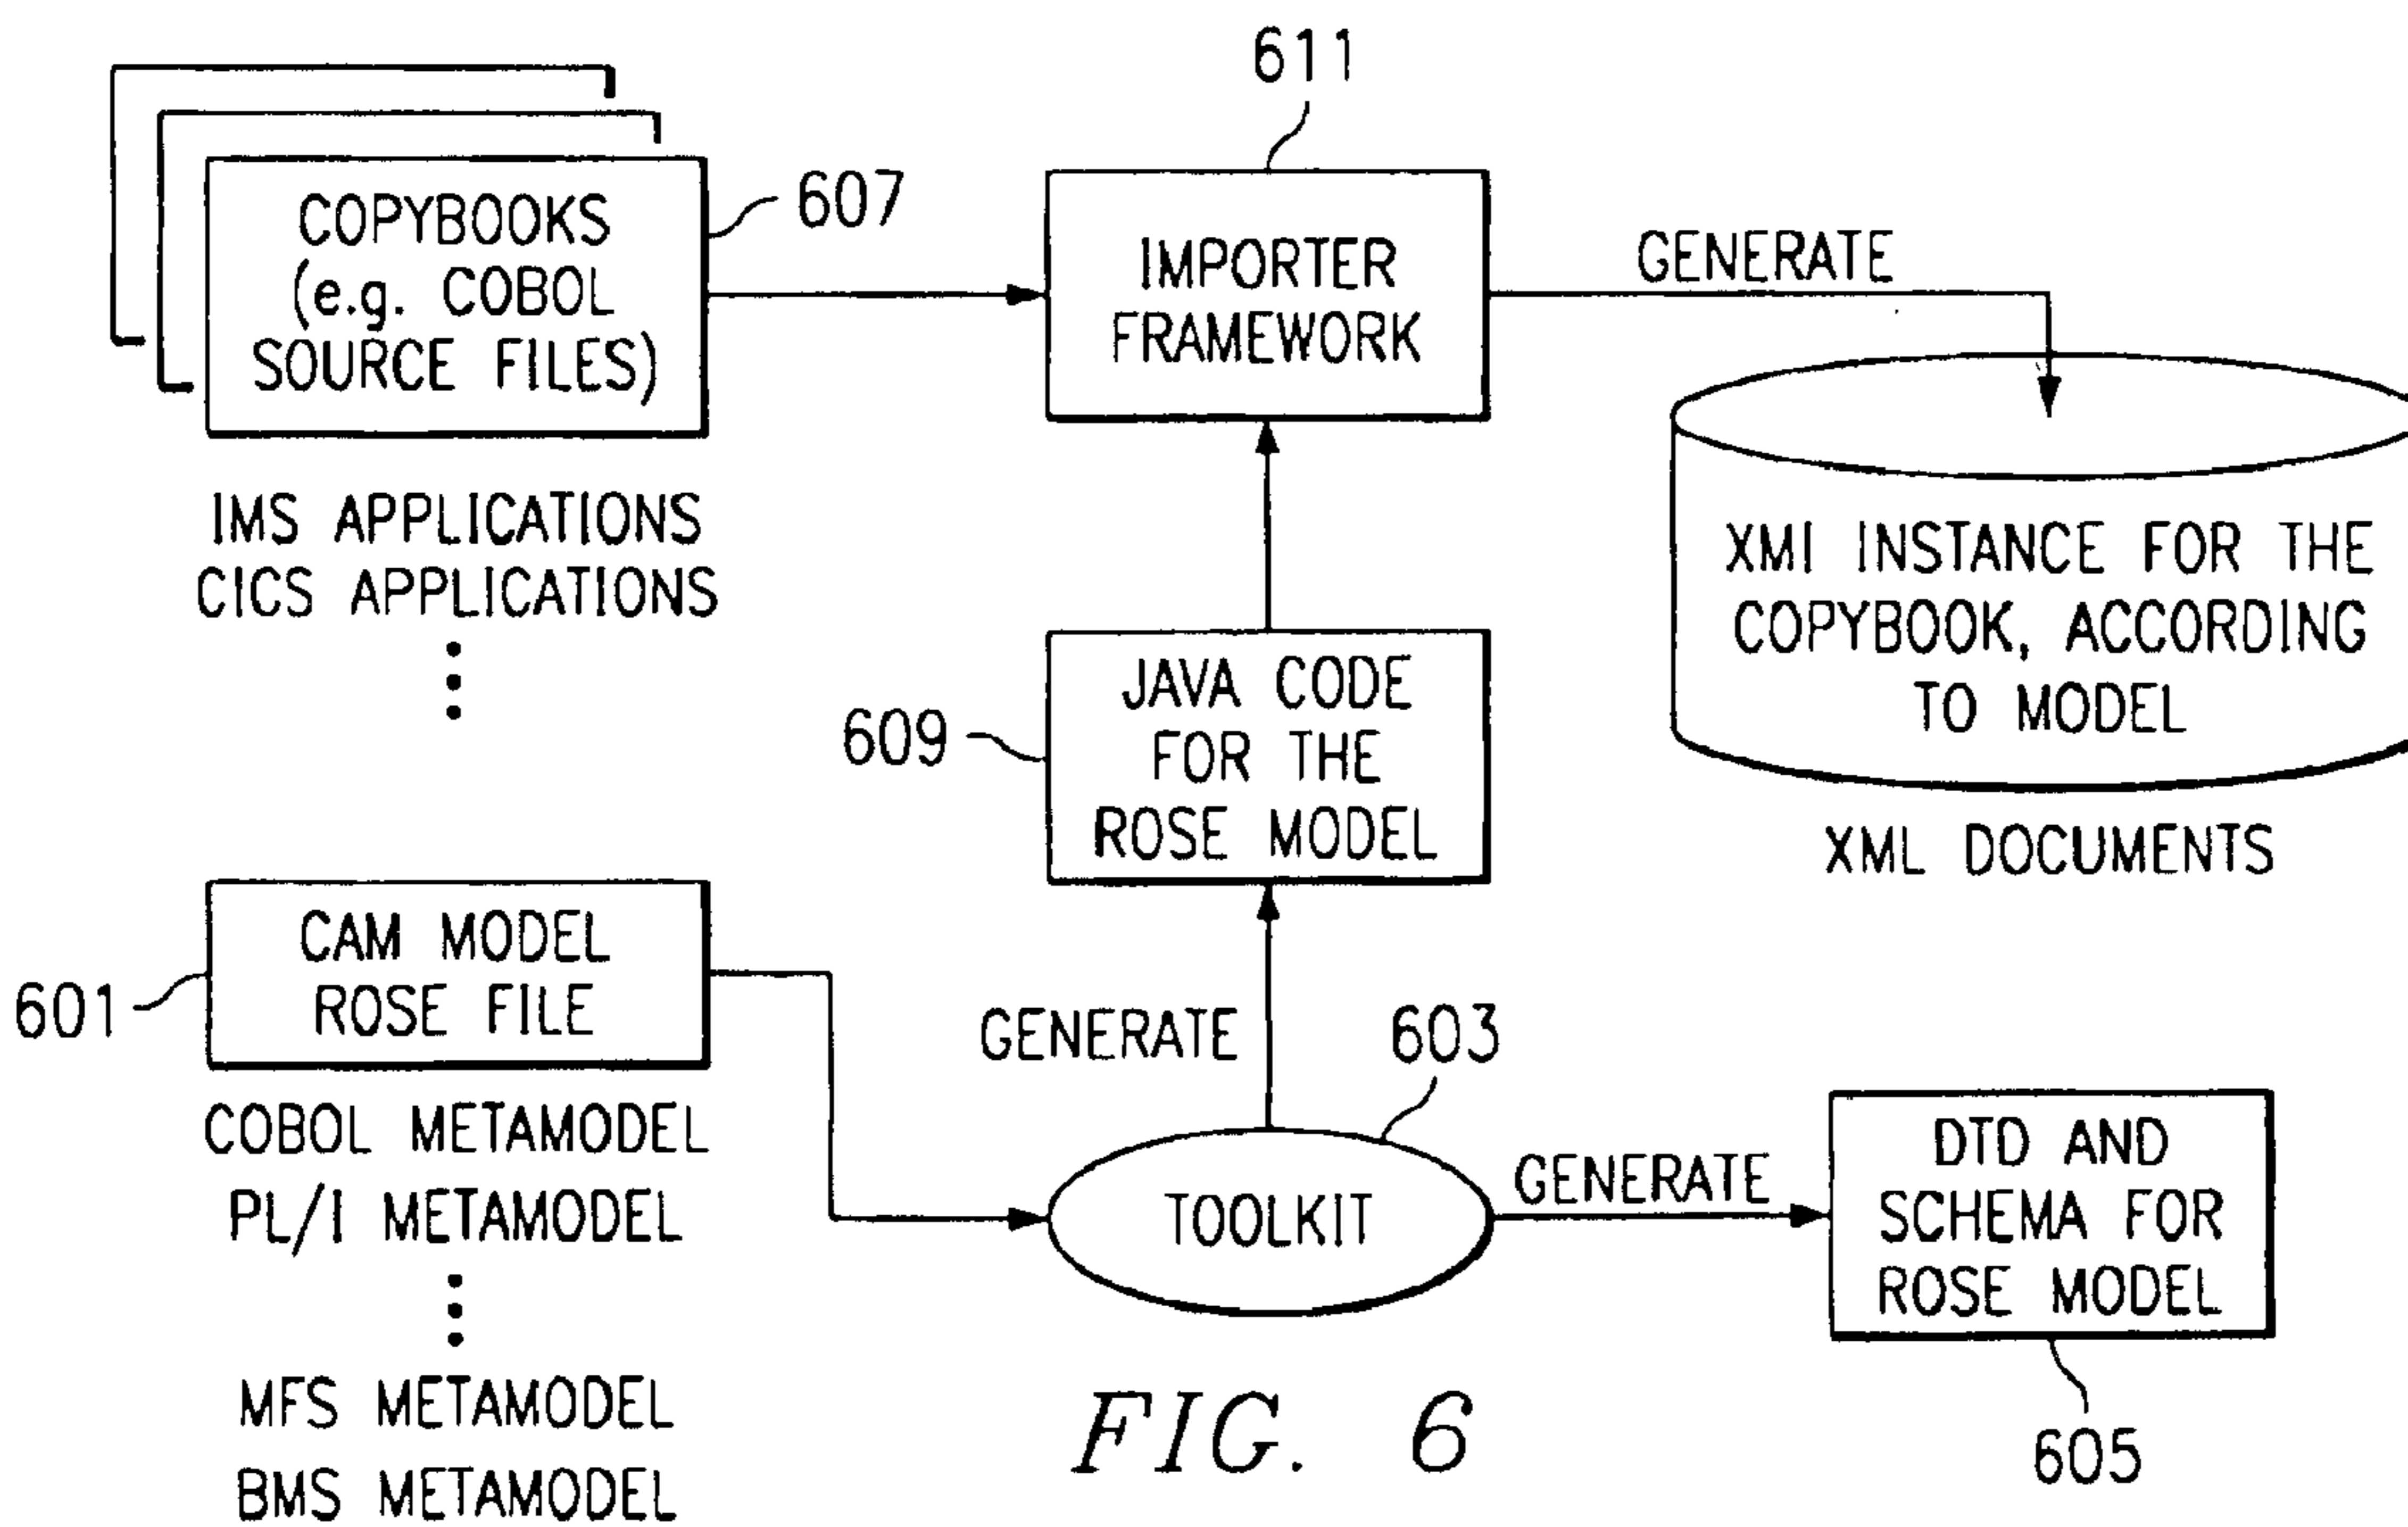 611
COPYBOOKS
(e.g. COBOL
SOURCE FILES)
607
IMPORTER
FRAMEWORK
GENERATE
IMS APPLICATIONS
CICS APPLICATIONS
XMI INSTANCE FOR THE
COPYBOOK, ACCORDING
TO MODEL
XML DOCUMENTS
609
JAVA CODE
FOR THE
ROSE MODEL
601
CAM MODEL
ROSE FILE
COBOL METAMODEL
PL/I METAMODEL
MFS METAMODEL
BMS METAMODEL
GENERATE
603
TOOLKIT
GENERATE
DTD AND
SCHEMA FOR
ROSE MODEL
605
FIG. 6